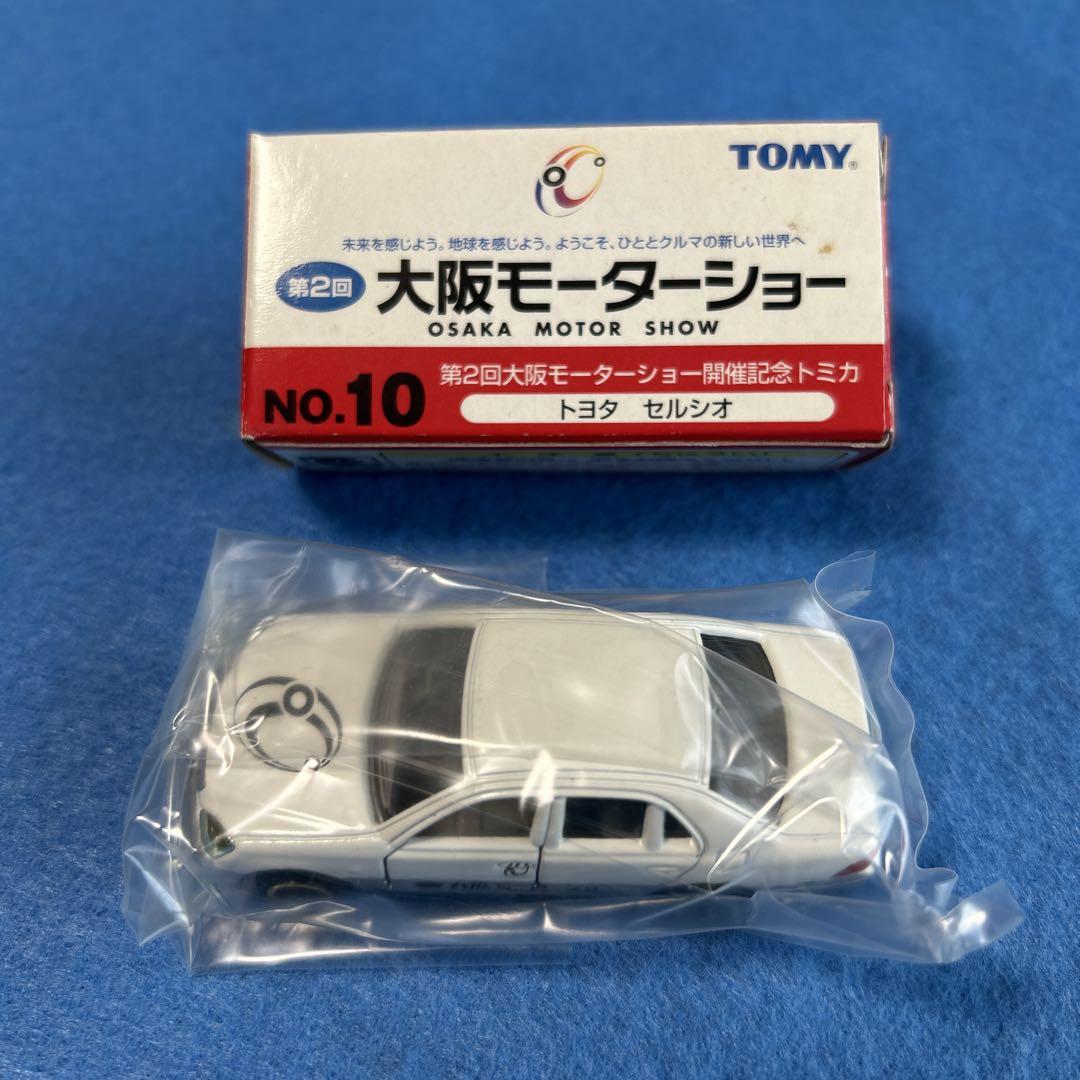 TOMY®
未来を感じよう。地球を感じよう。ようこそ、ひととクルマの新しい世界へ
第2回 大阪モーターショー
OSAKA MOTOR SHOW
NO.10
第2回大阪モーターショー開催記念トミカ
トヨタ セルシオ